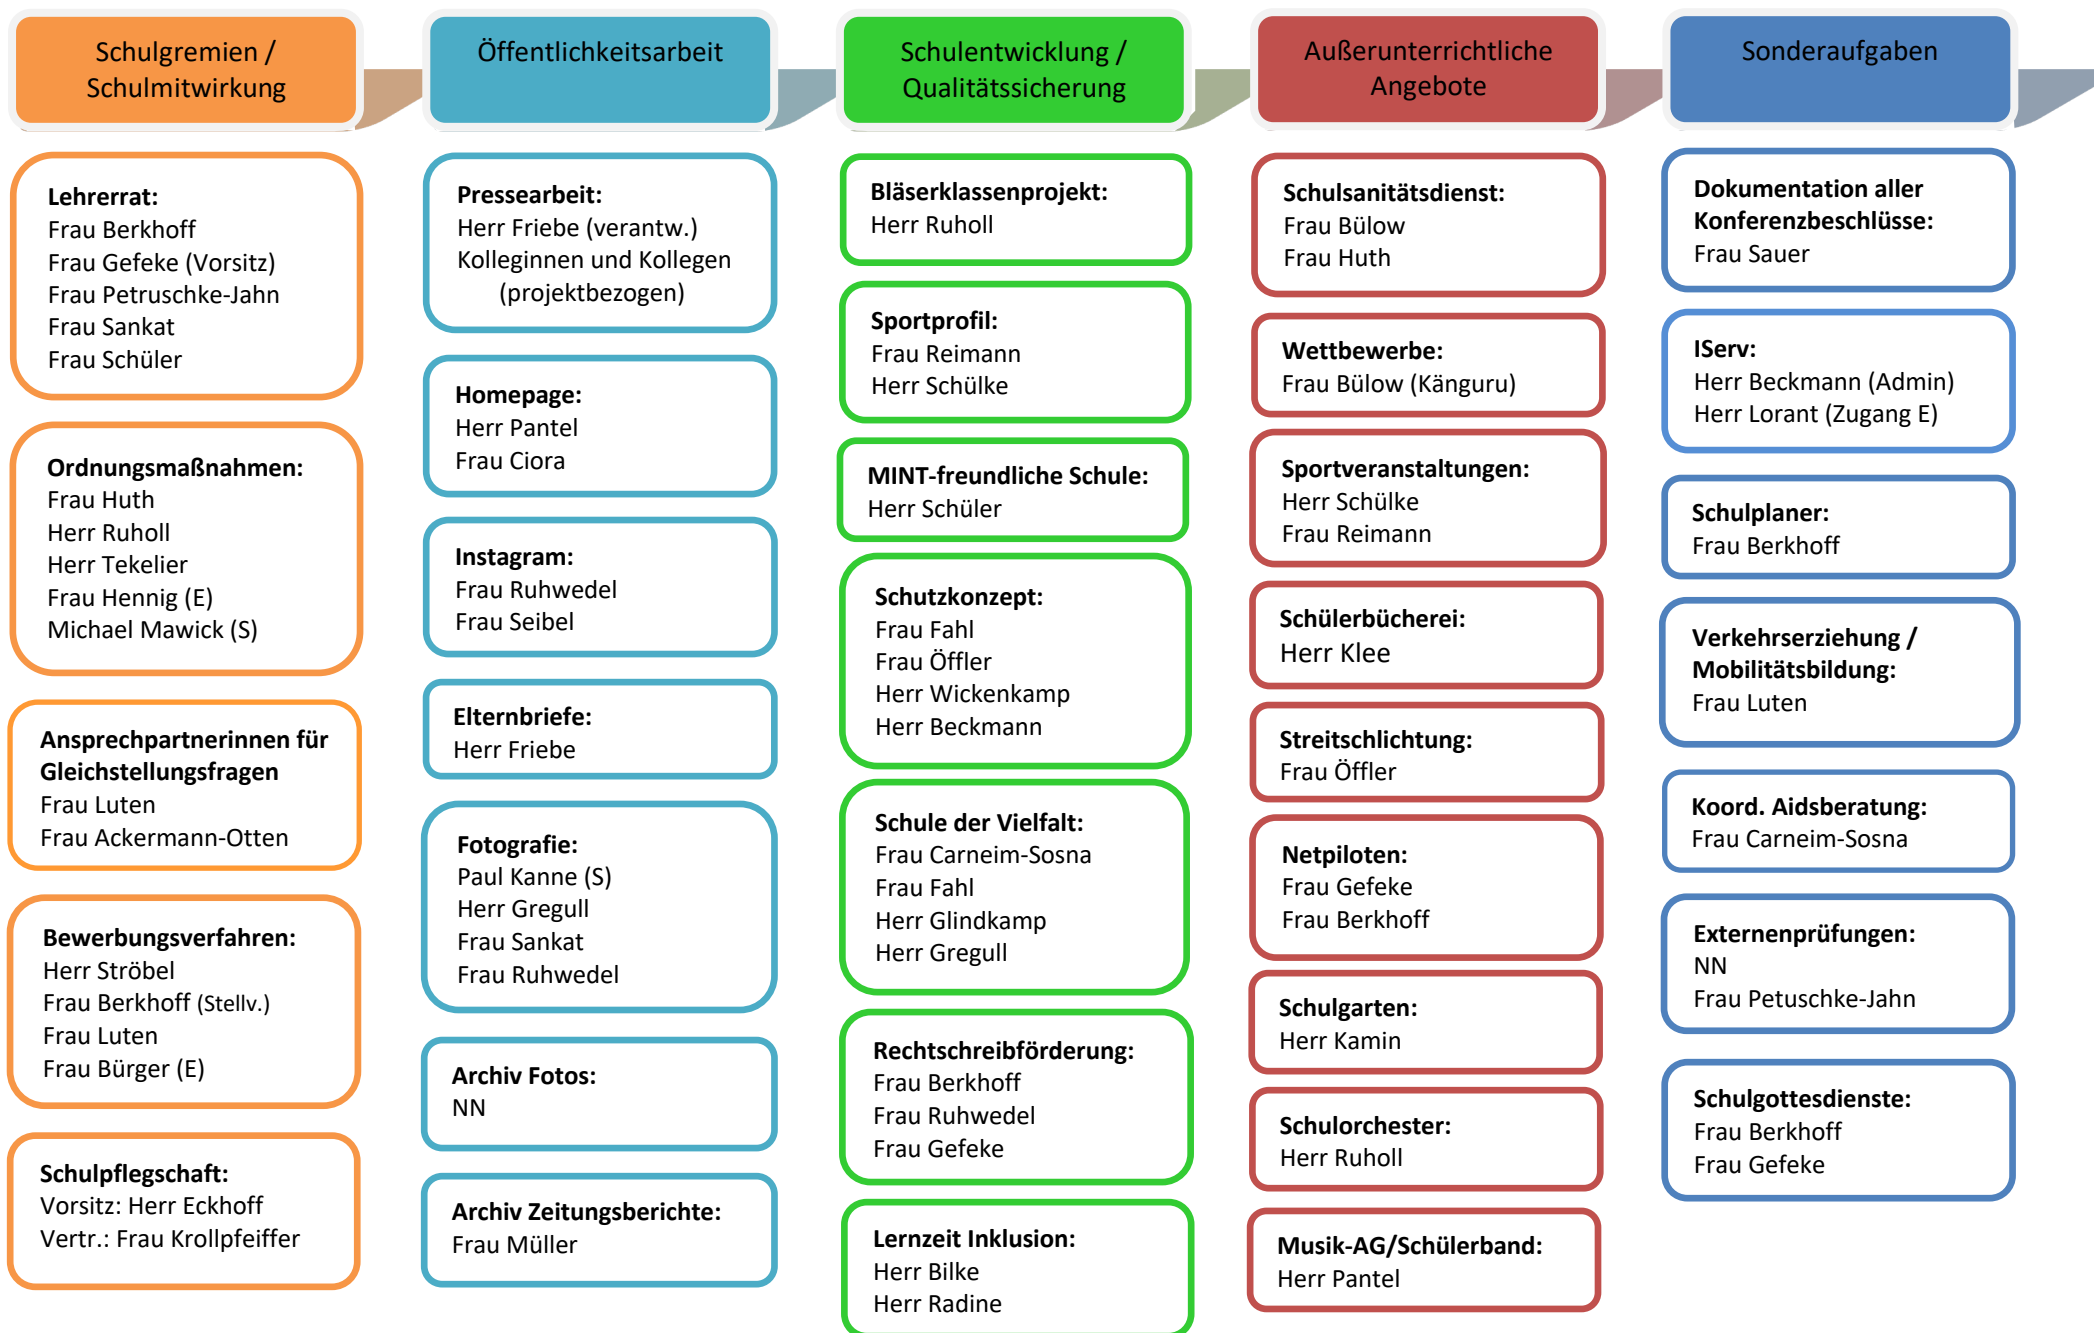 Schulgremien /
Schulmitwirkung
Lehrerrat:
Frau Berkhoff
Frau Gefeke (Vorsitz)
Frau Petruschke-Jahn
Frau Sankat
Frau Schüler
Ordnungsmaßnahmen:
Frau Huth
Herr Ruholl
Herr Tekelier
Frau Hennig (E)
Michael Mawick (S)
Ansprechpartnerinnen für
Gleichstellungsfragen
Frau Luten
Frau Ackermann-Otten
Bewerbungsverfahren:
Herr Ströbel
Frau Berkhoff (Stellv.)
Frau Luten
Frau Bürger (E)
Schulpflegschaft:
Vorsitz: Herr Eckhoff
Vertr.: Frau Krollpfeiffer
Öffentlichkeitsarbeit
Pressearbeit:
Herr Friebe (verantw.)
Kolleginnen und Kollegen
(projektbezogen)
Homepage:
Herr Pantel
Frau Ciora
Instagram:
Frau Ruhwedel
Frau Seibel
Elternbriefe:
Herr Friebe
Fotografie:
Paul Kanne (S)
Herr Gregull
Frau Sankat
Frau Ruhwedel
Archiv Fotos:
NN
Archiv Zeitungsberichte:
Frau Müller
Schulentwicklung /
Qualitätssicherung
Bläserklassenprojekt:
Herr Ruholl
Sportprofil:
Frau Reimann
Herr Schülke
MINT-freundliche Schule:
Herr Schüler
Schutzkonzept:
Frau Fahl
Frau Öffler
Herr Wickenkamp
Herr Beckmann
Schule der Vielfalt:
Frau Carneim-Sosna
Frau Fahl
Herr Glindkamp
Herr Gregull
Rechtschreibförderung:
Frau Berkhoff
Frau Ruhwedel
Frau Gefeke
Lernzeit Inklusion:
Herr Bilke
Herr Radine
Außerunterrichtliche
Angebote
Schulsanitätsdienst:
Frau Bülow
Frau Huth
Wettbewerbe:
Frau Bülow (Känguru)
Sportveranstaltungen:
Herr Schülke
Frau Reimann
Schülerbücherei:
Herr Klee
Streitschlichtung:
Frau Öffler
Netpiloten:
Frau Gefeke
Frau Berkhoff
Schulgarten:
Herr Kamin
Schulorchester:
Herr Ruholl
Musik-AG/Schülerband:
Herr Pantel
Sonderaufgaben
Dokumentation aller
Konferenzbeschlüsse:
Frau Sauer
IServ:
Herr Beckmann (Admin)
Herr Lorant (Zugang E)
Schulplaner:
Frau Berkhoff
Verkehrserziehung /
Mobilitätsbildung:
Frau Luten
Koord. Aidsberatung:
Frau Carneim-Sosna
Externenprüfungen:
NN
Frau Petuschke-Jahn
Schulgottesdienste:
Frau Berkhoff
Frau Gefeke